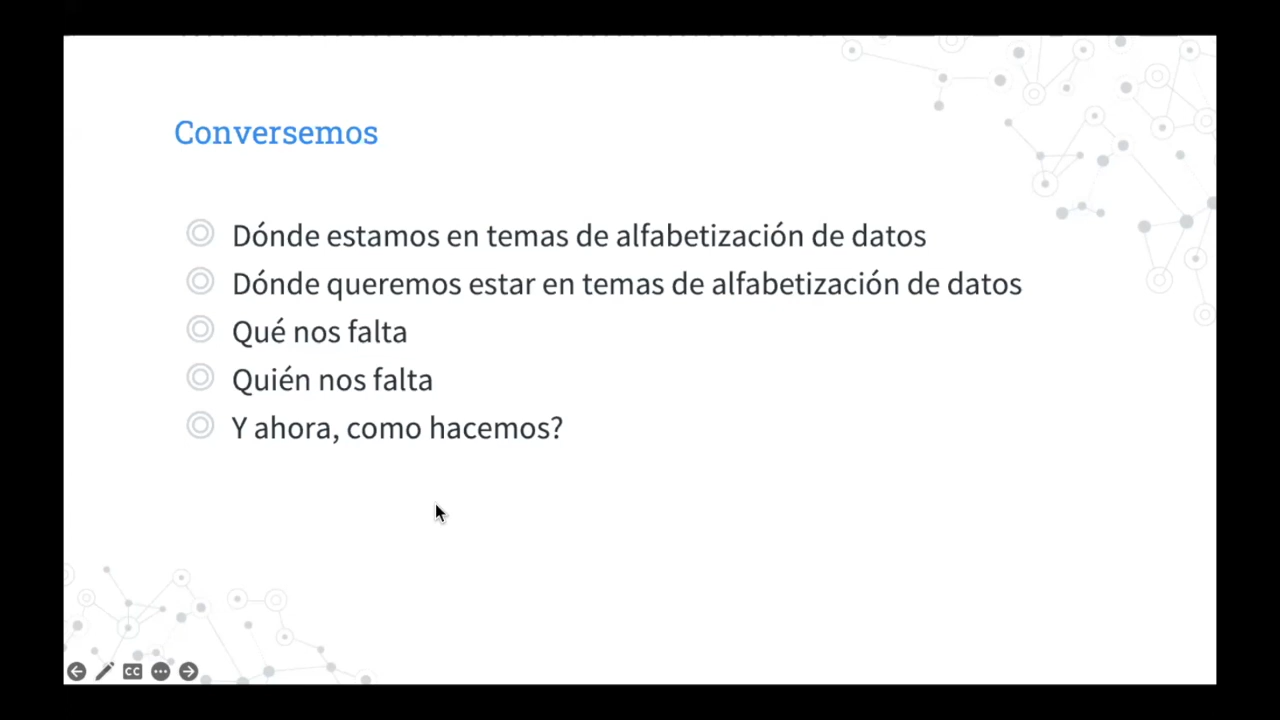 Conversemos
Dónde estamos en temas de alfabetización de datos
Dónde queremos estar en temas de alfabetización de datos
Qué nos falta
Quién nos falta
Y ahora, como hacemos?
CC